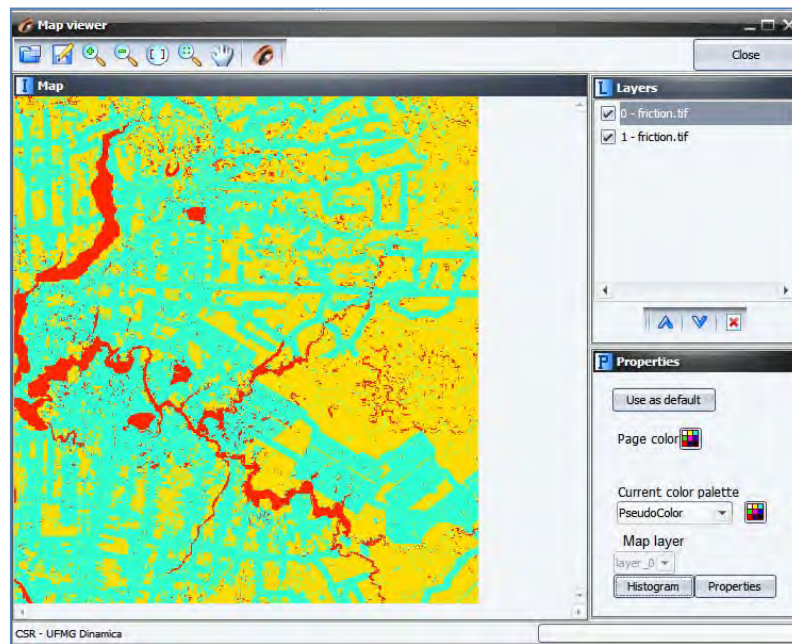 Map viewer
Close
I Map
L Layers
0 - friction.tif
1 - friction.tif
P Properties
Use as default
Page color
Current color palette
PseudoColor
Map layer
layer_0
Histogram
Properties
CSR - UFMG Dinamica